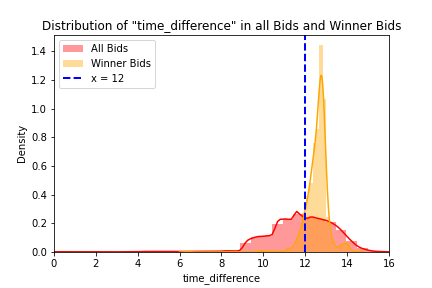 Distribution of "time_difference" in all Bids and Winner Bids
All Bids
Winner Bids
x = 12
Density
1.4
1.2
1.0
0.8
0.6
0.4
0.2
0.0
0 2 4 6 8 10 12 14 16
time_difference